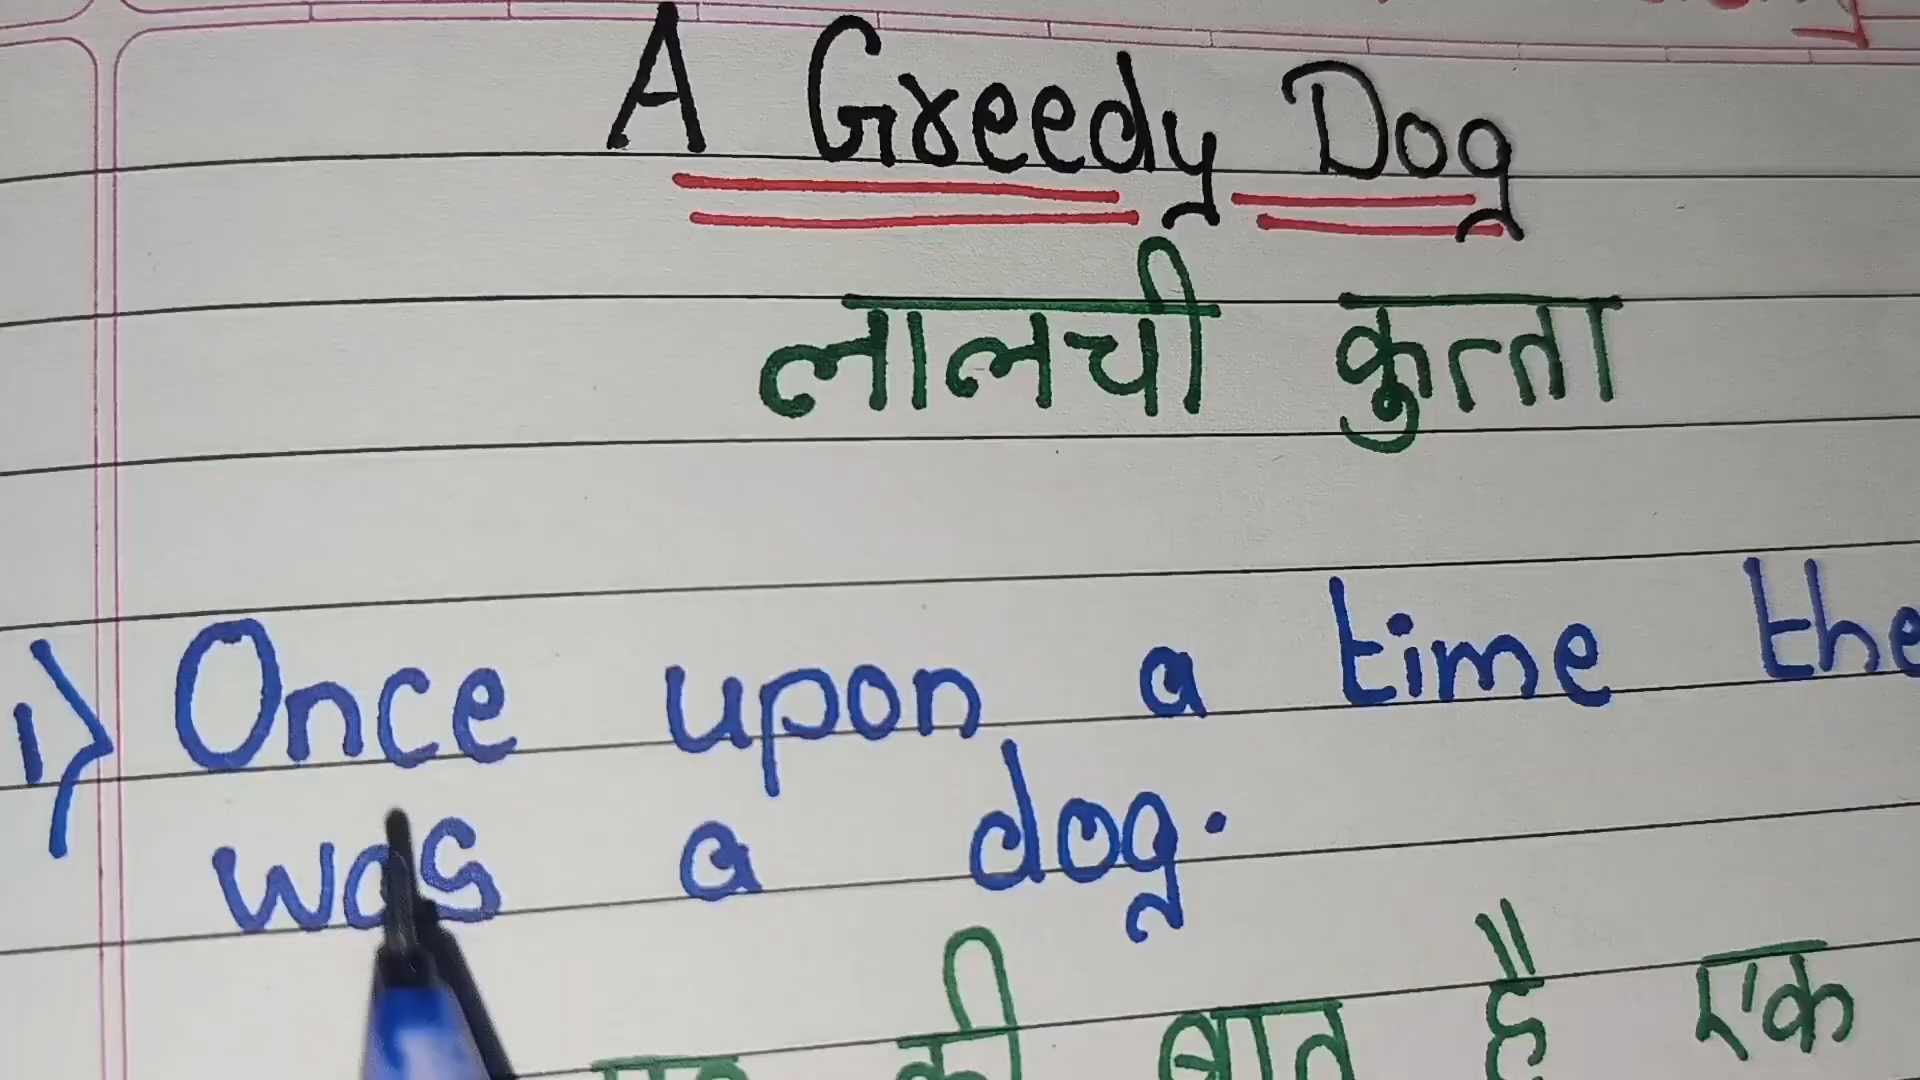 A Greedy Dog
लालची कुत्ता
1) Once upon a time the
was a dog.
की बात है एक